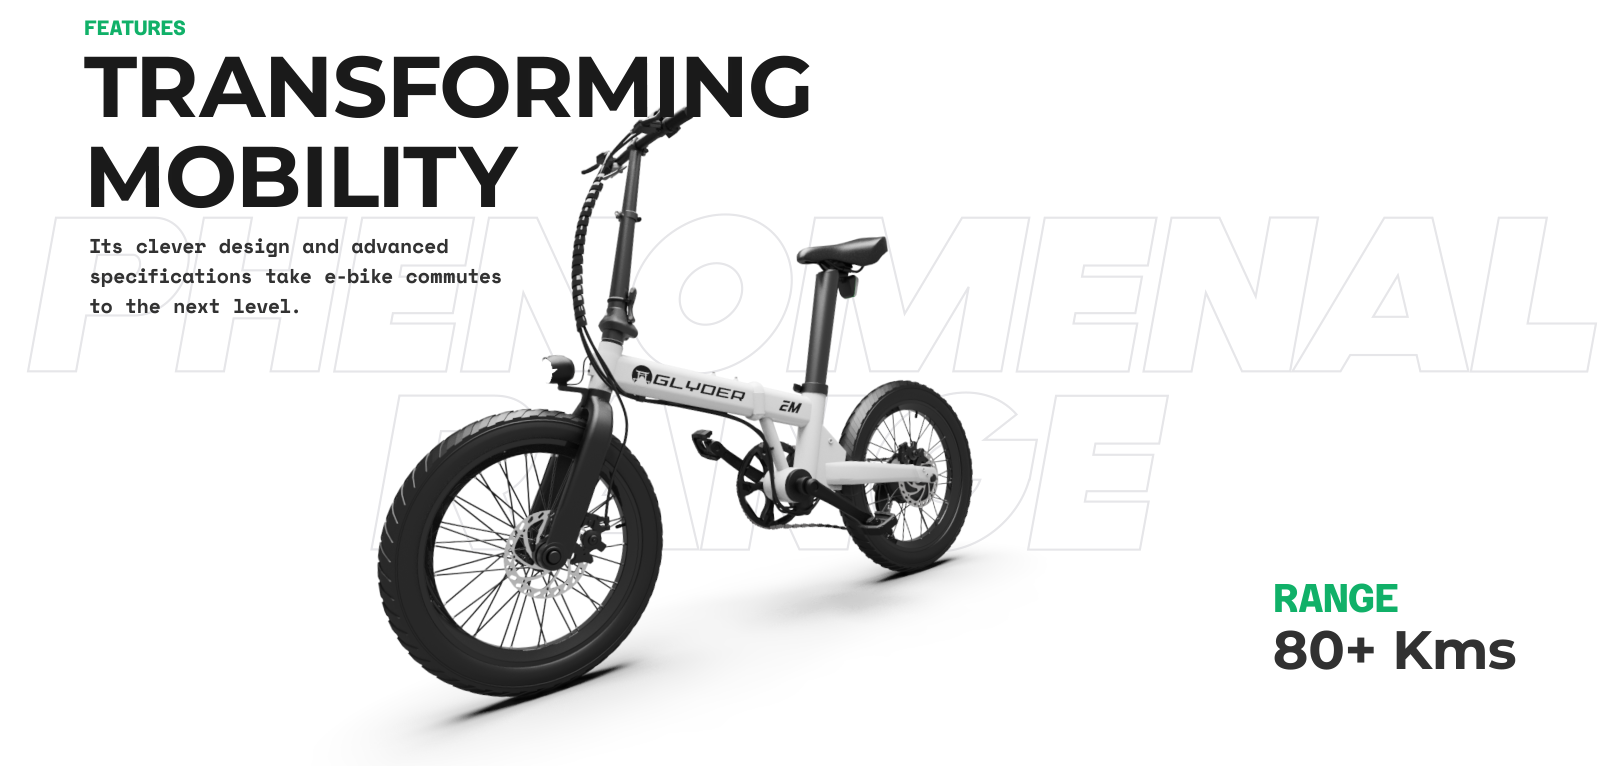 FEATURES
TRANSFORMING
MOBILITY
Its clever design and advanced
specifications take e-bike commutes
to the next level.
PHENOMENAL
RANGE
GLYDER
EM
RANGE
80+ Kms